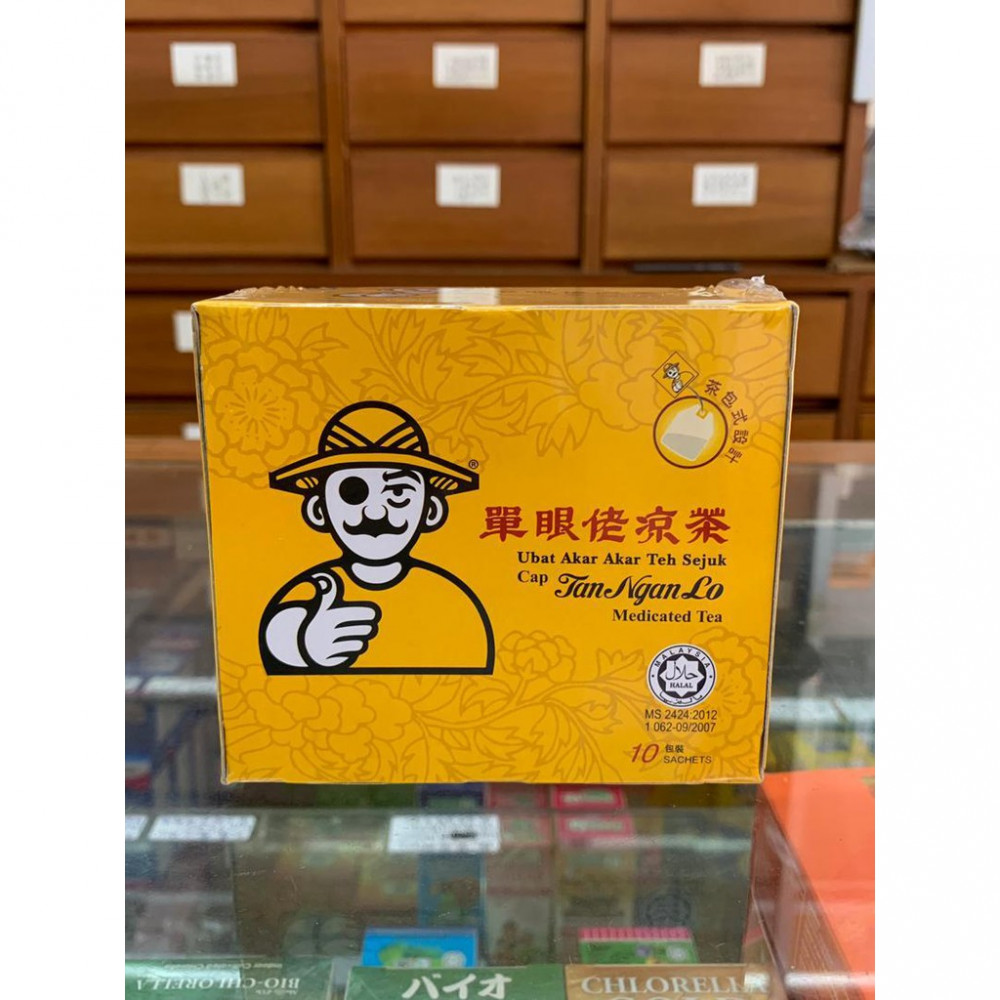 茶包式設計
®
單眼佬凉茶
Ubat Akar Akar Teh Sejuk
Cap Tan Ngan Lo
Medicated Tea
MALAYSIA
حلال
HALAL
MS 2424:2012
1 062-09/2007
10 包裝
SACHETS
BIO-CHLORELLA
バイオ
CHLORELLA